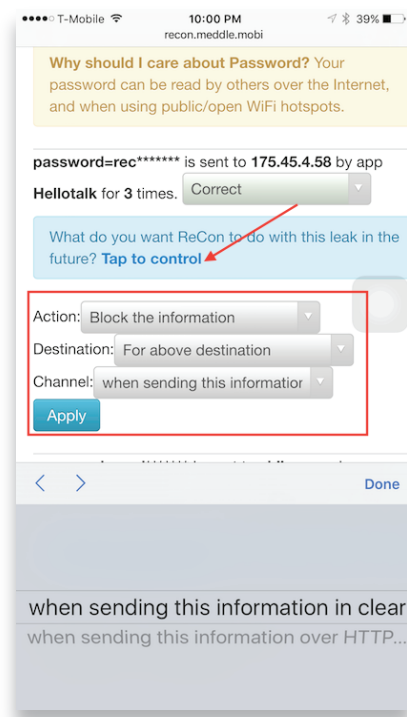 T-Mobile 10:00 PM 39%
recon.meddle.mobi
Why should I care about Password? Your
password can be read by others over the Internet,
and when using public/open WiFi hotspots.
password=rec******* is sent to 175.45.4.58 by app
Hellotalk for 3 times. Correct
What do you want ReCon to do with this leak in the
future? Tap to control
Action: Block the information
Destination: For above destination
Channel: when sending this information
Apply
Done
when sending this information in clear
when sending this information over HTTP...